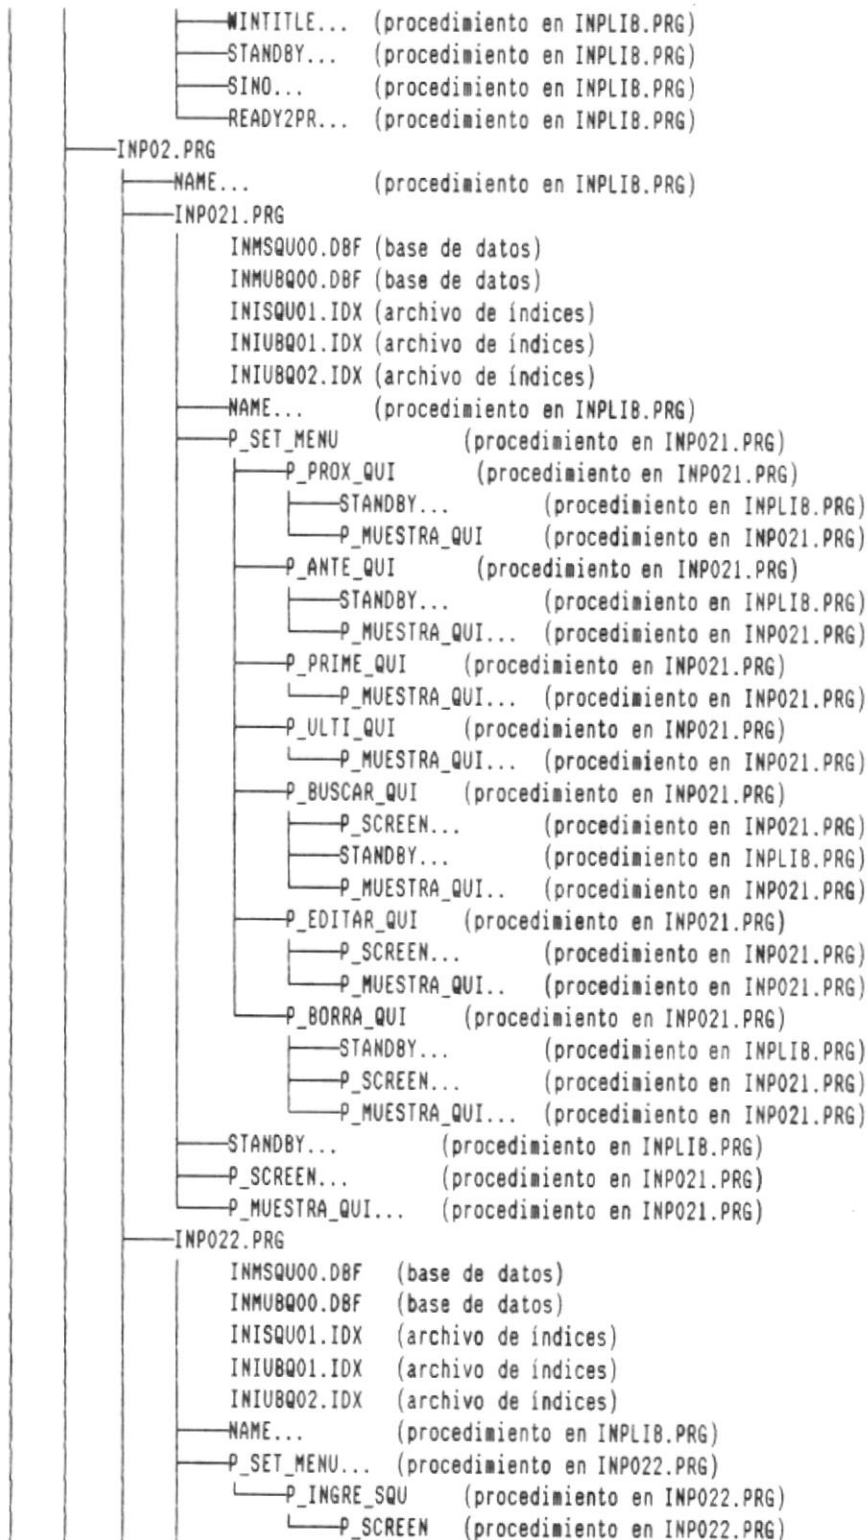 WINTITLE... (procedimiento en INPLIB.PRG)
STANDBY... (procedimiento en INPLIB.PRG)
SINO... (procedimiento en INPLIB.PRG)
READY2PR... (procedimiento en INPLIB.PRG)
INP02.PRG
NAME... (procedimiento en INPLIB.PRG)
INP021.PRG
INMSQU00.DBF (base de datos)
INMUBQ00.DBF (base de datos)
INISQU01.IDX (archivo de índices)
INIUBQ01.IDX (archivo de índices)
INIUBQ02.IDX (archivo de índices)
NAME... (procedimiento en INPLIB.PRG)
P_SET_MENU (procedimiento en INP021.PRG)
P_PROX_QUI (procedimiento en INP021.PRG)
STANDBY... (procedimiento en INPLIB.PRG)
P_MUESTRA_QUI (procedimiento en INP021.PRG)
P_ANTE_QUI (procedimiento en INP021.PRG)
STANDBY... (procedimiento en INPLIB.PRG)
P_MUESTRA_QUI... (procedimiento en INP021.PRG)
P_PRIME_QUI (procedimiento en INP021.PRG)
P_MUESTRA_QUI... (procedimiento en INP021.PRG)
P_ULTI_QUI (procedimiento en INP021.PRG)
P_MUESTRA_QUI... (procedimiento en INP021.PRG)
P_BUSCAR_QUI (procedimiento en INP021.PRG)
P_SCREEN... (procedimiento en INP021.PRG)
STANDBY... (procedimiento en INPLIB.PRG)
P_MUESTRA_QUI.. (procedimiento en INP021.PRG)
P_EDITAR_QUI (procedimiento en INP021.PRG)
P_SCREEN... (procedimiento en INP021.PRG)
P_MUESTRA_QUI.. (procedimiento en INP021.PRG)
P_BORRA_QUI (procedimiento en INP021.PRG)
STANDBY... (procedimiento en INPLIB.PRG)
P_SCREEN... (procedimiento en INP021.PRG)
P_MUESTRA_QUI... (procedimiento en INP021.PRG)
STANDBY... (procedimiento en INPLIB.PRG)
P_SCREEN... (procedimiento en INP021.PRG)
P_MUESTRA_QUI... (procedimiento en INP021.PRG)
INP022.PRG
INMSQU00.DBF (base de datos)
INMUBQ00.DBF (base de datos)
INISQU01.IDX (archivo de índices)
INIUBQ01.IDX (archivo de índices)
INIUBQ02.IDX (archivo de índices)
NAME... (procedimiento en INPLIB.PRG)
P_SET_MENU... (procedimiento en INP022.PRG)
P_INGRE_SQU (procedimiento en INP022.PRG)
P_SCREEN (procedimiento en INP022.PRG)